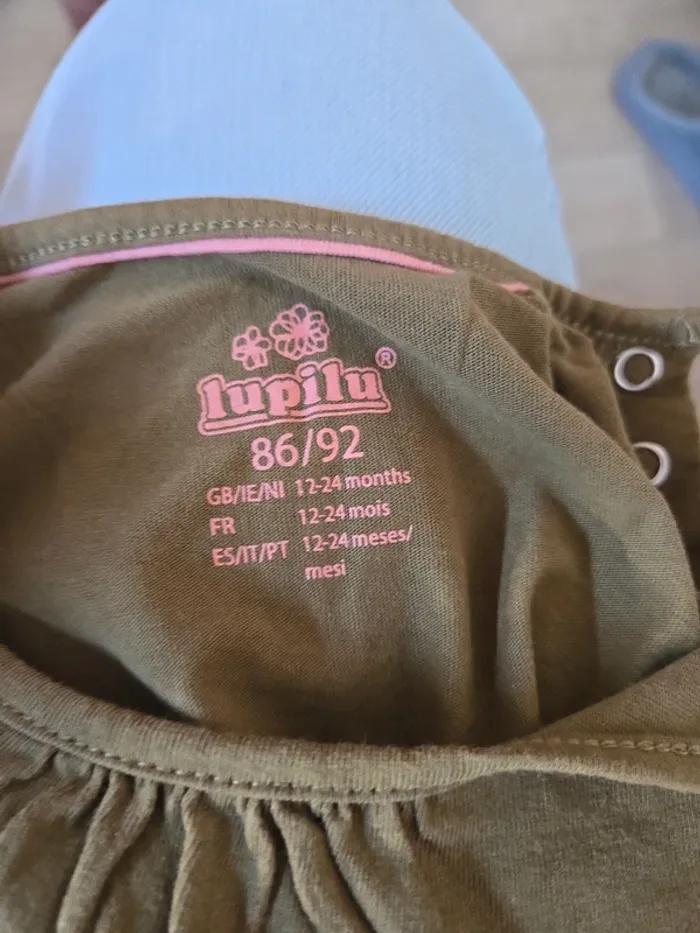 lupilu®
86/92
GB/IE/NI 12-24 months
FR 12-24 mois
ES/IT/PT 12-24 meses/
mesi